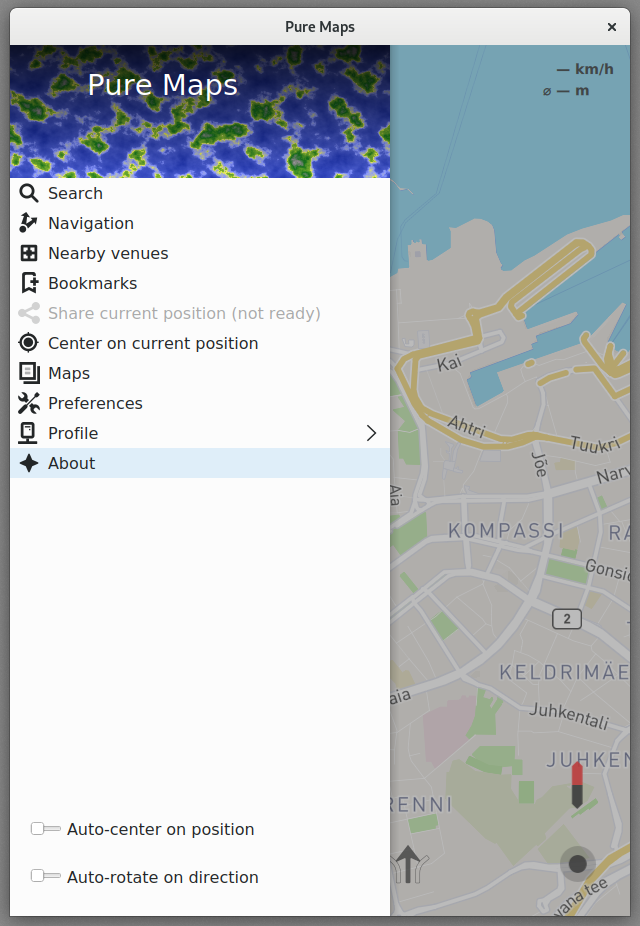 Pure Maps
Pure Maps
— km/h
⌀ — m
Search
Navigation
Nearby venues
Bookmarks
Share current position (not ready)
Center on current position
Maps
Preferences
Profile
About
Kai
Ahtri
Tuukri
Jõe
Narv
Aia
KOMPASSI
RA
Gonsio
2
KELDRIMÄE
aia
Juhkentali
JUHKEN
RENNI
vana tee
Auto-center on position
Auto-rotate on direction